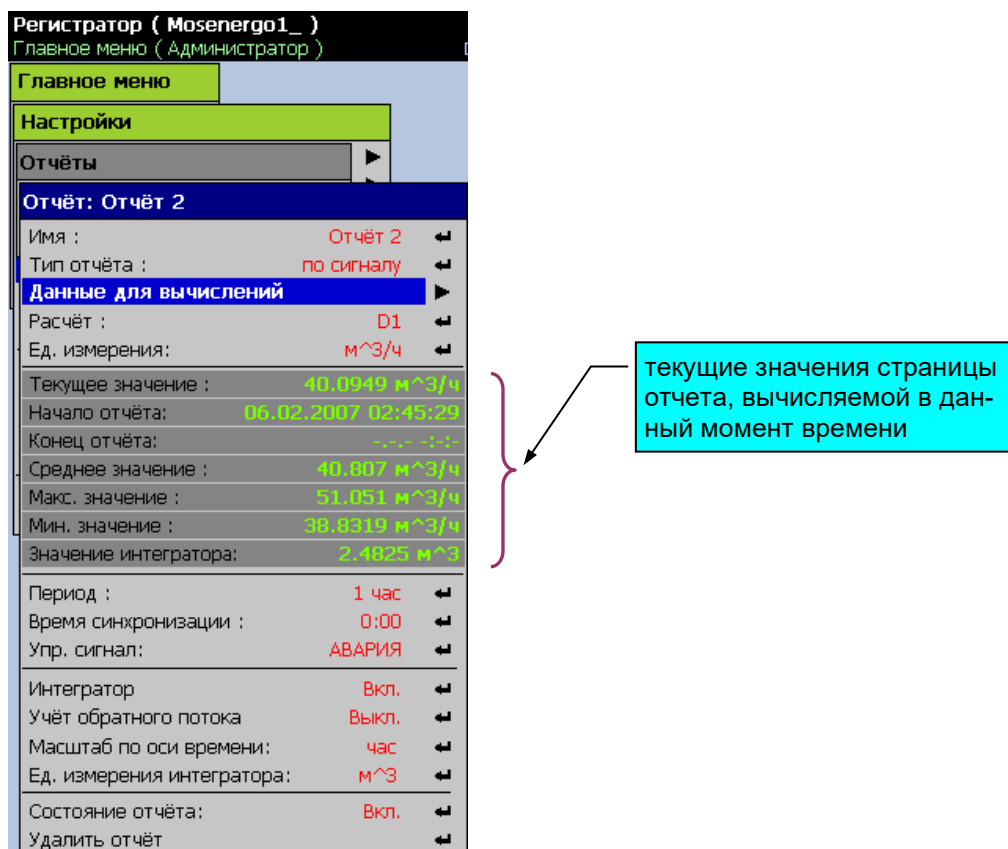 Регистратор ( Mosenergo1_ )
Главное меню ( Администратор )
Главное меню
Настройки
Отчёты
Отчёт: Отчёт 2
Имя : Отчёт 2
Тип отчёта : по сигналу
Данные для вычислений
Расчёт : D1
Ед. измерения: м^3/ч
Текущее значение : 40.0949 м^3/ч
Начало отчёта: 06.02.2007 02:45:29
Конец отчёта: -.-.- -:-:-
Среднее значение : 40.807 м^3/ч
Макс. значение : 51.051 м^3/ч
Мин. значение : 38.8319 м^3/ч
Значение интегратора: 2.4825 м^3
Период : 1 час
Время синхронизации : 0:00
Упр. сигнал: АВАРИЯ
Интегратор Вкл.
Учёт обратного потока Выкл.
Масштаб по оси времени: час
Ед. измерения интегратора: м^3
Состояние отчёта: Вкл.
Удалить отчёт
текущие значения страницы
отчета, вычисляемой в дан-
ный момент времени